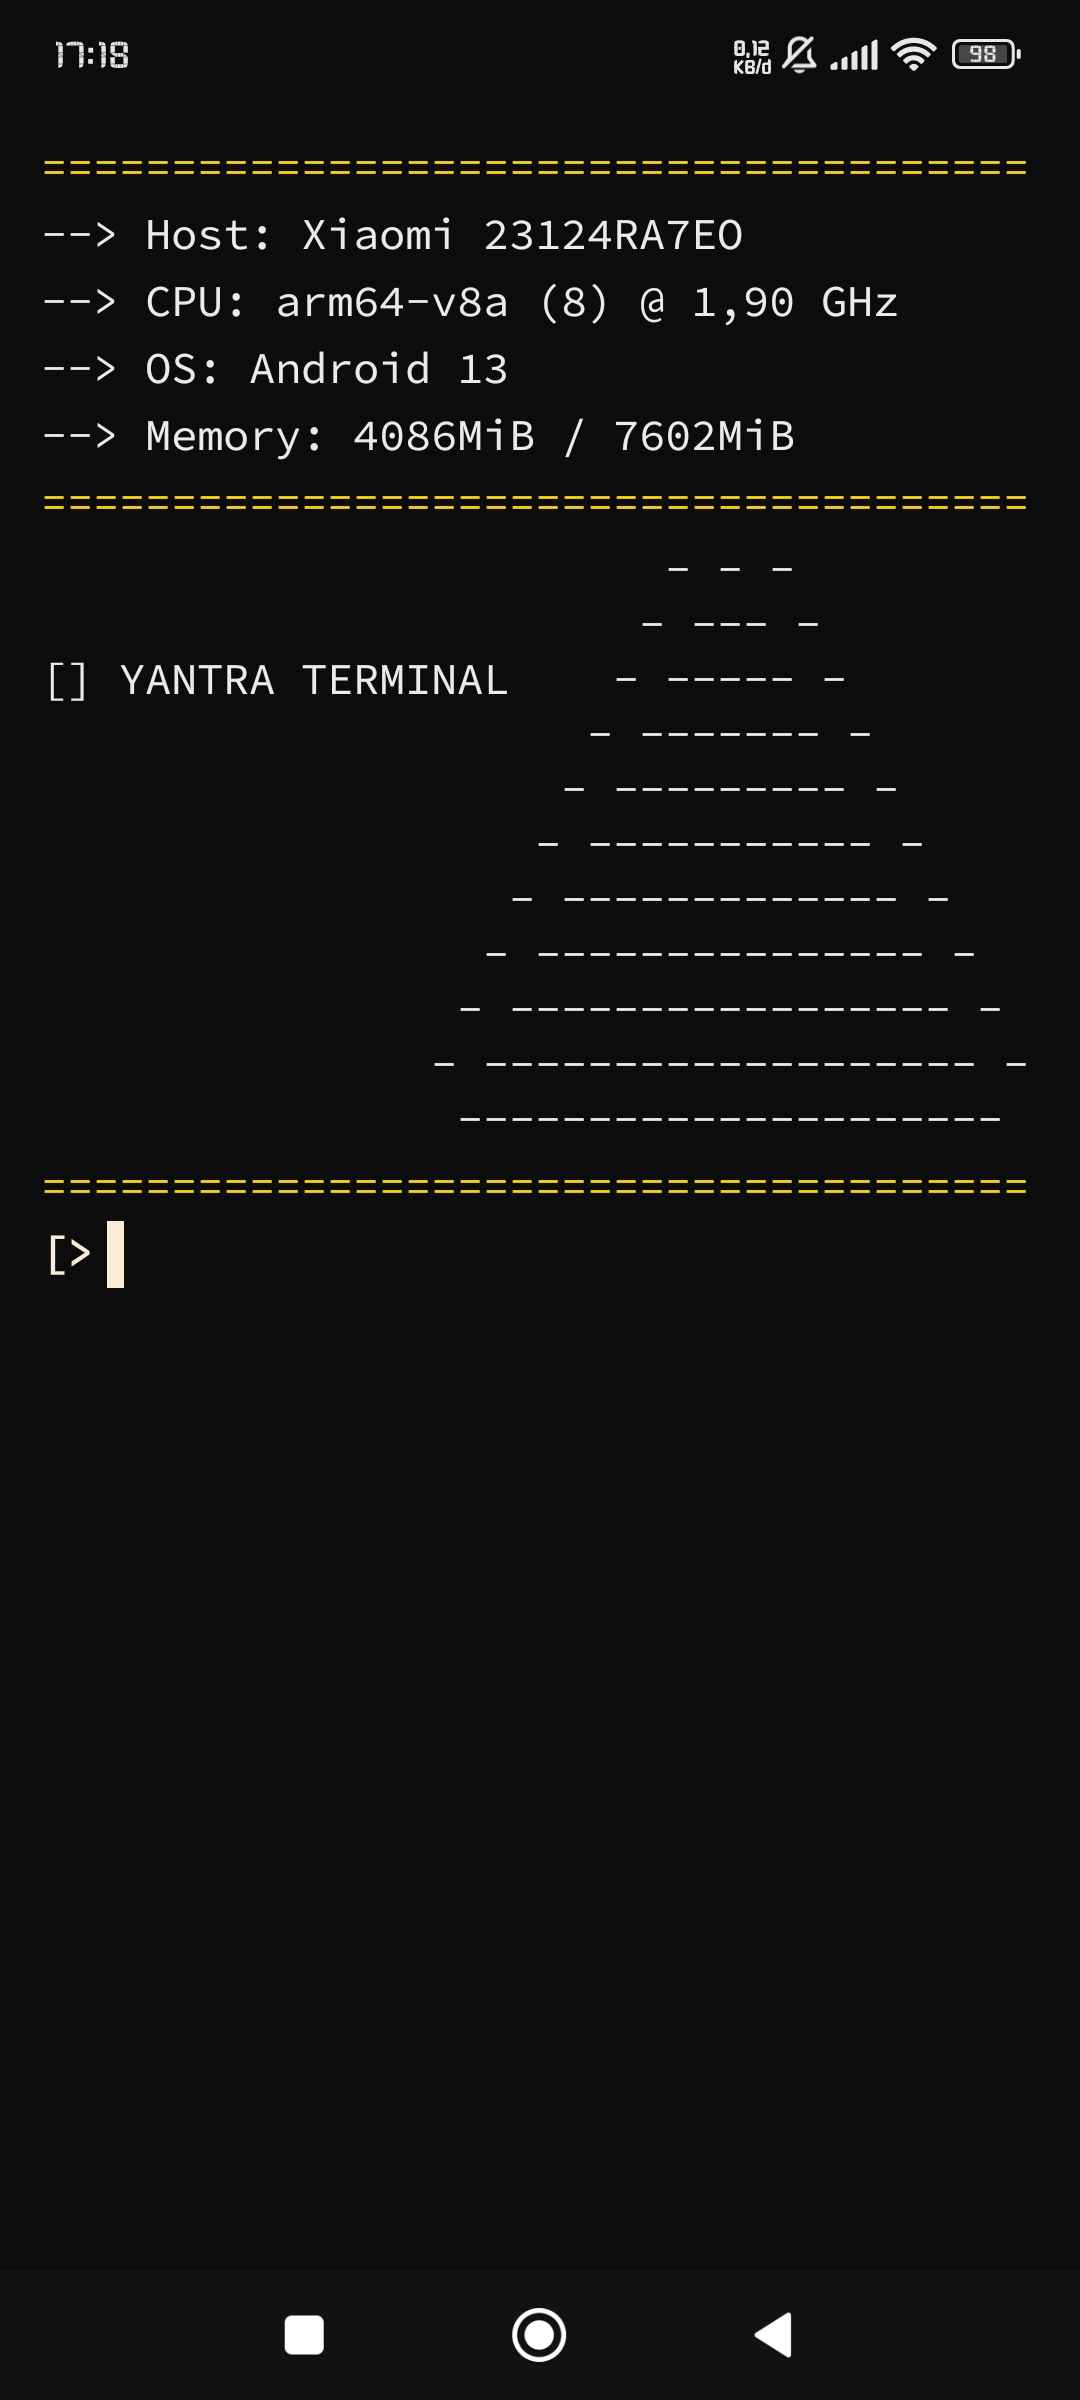 17:18
0,12
KB/d
98
======================================
--> Host: Xiaomi 23124RA7EO
--> CPU: arm64-v8a (8) @ 1,90 GHz
--> OS: Android 13
--> Memory: 4086MiB / 7602MiB
======================================
- - -
- --- -
[] YANTRA TERMINAL    - ----- -
- ------- -
- --------- -
- ----------- -
- ------------- -
- --------------- -
- ----------------- -
- ------------------- -
---------------------
======================================
[>